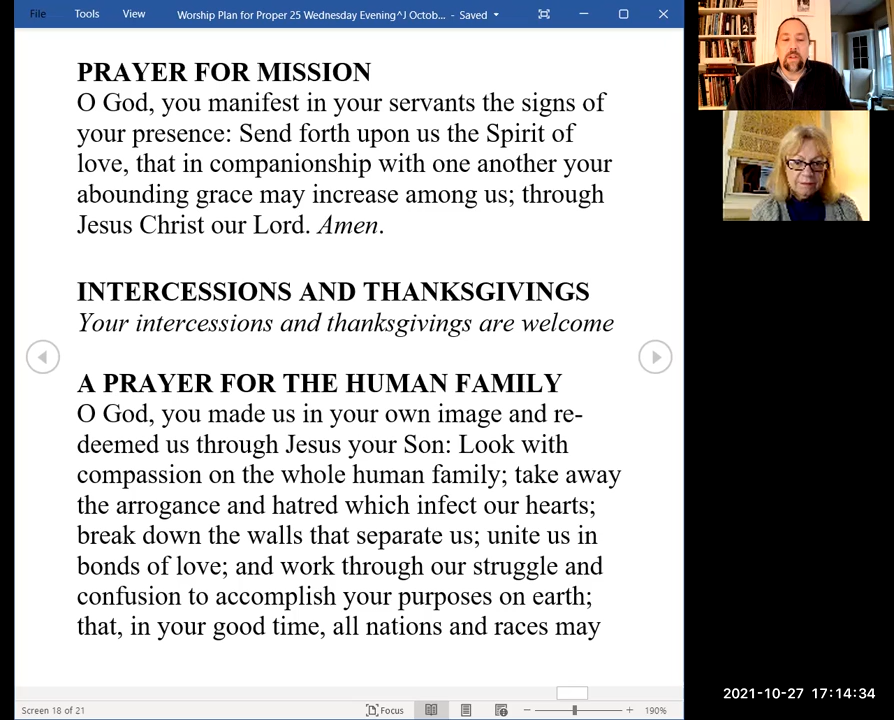 File Tools View Worship Plan for Proper 25 Wednesday Evening^J Octob... - Saved
PRAYER FOR MISSION
O God, you manifest in your servants the signs of
your presence: Send forth upon us the Spirit of
love, that in companionship with one another your
abounding grace may increase among us; through
Jesus Christ our Lord. Amen.
INTERCESSIONS AND THANKSGIVINGS
Your intercessions and thanksgivings are welcome
A PRAYER FOR THE HUMAN FAMILY
O God, you made us in your own image and re-
deemed us through Jesus your Son: Look with
compassion on the whole human family; take away
the arrogance and hatred which infect our hearts;
break down the walls that separate us; unite us in
bonds of love; and work through our struggle and
confusion to accomplish your purposes on earth;
that, in your good time, all nations and races may
2021-10-27 17:14:34
Screen 18 of 21 Focus 190%